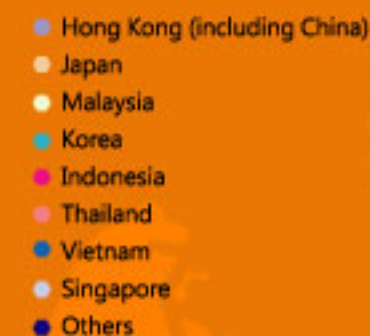 Hong Kong (including China)
Japan
Malaysia
Korea
Indonesia
Thailand
Vietnam
Singapore
Others